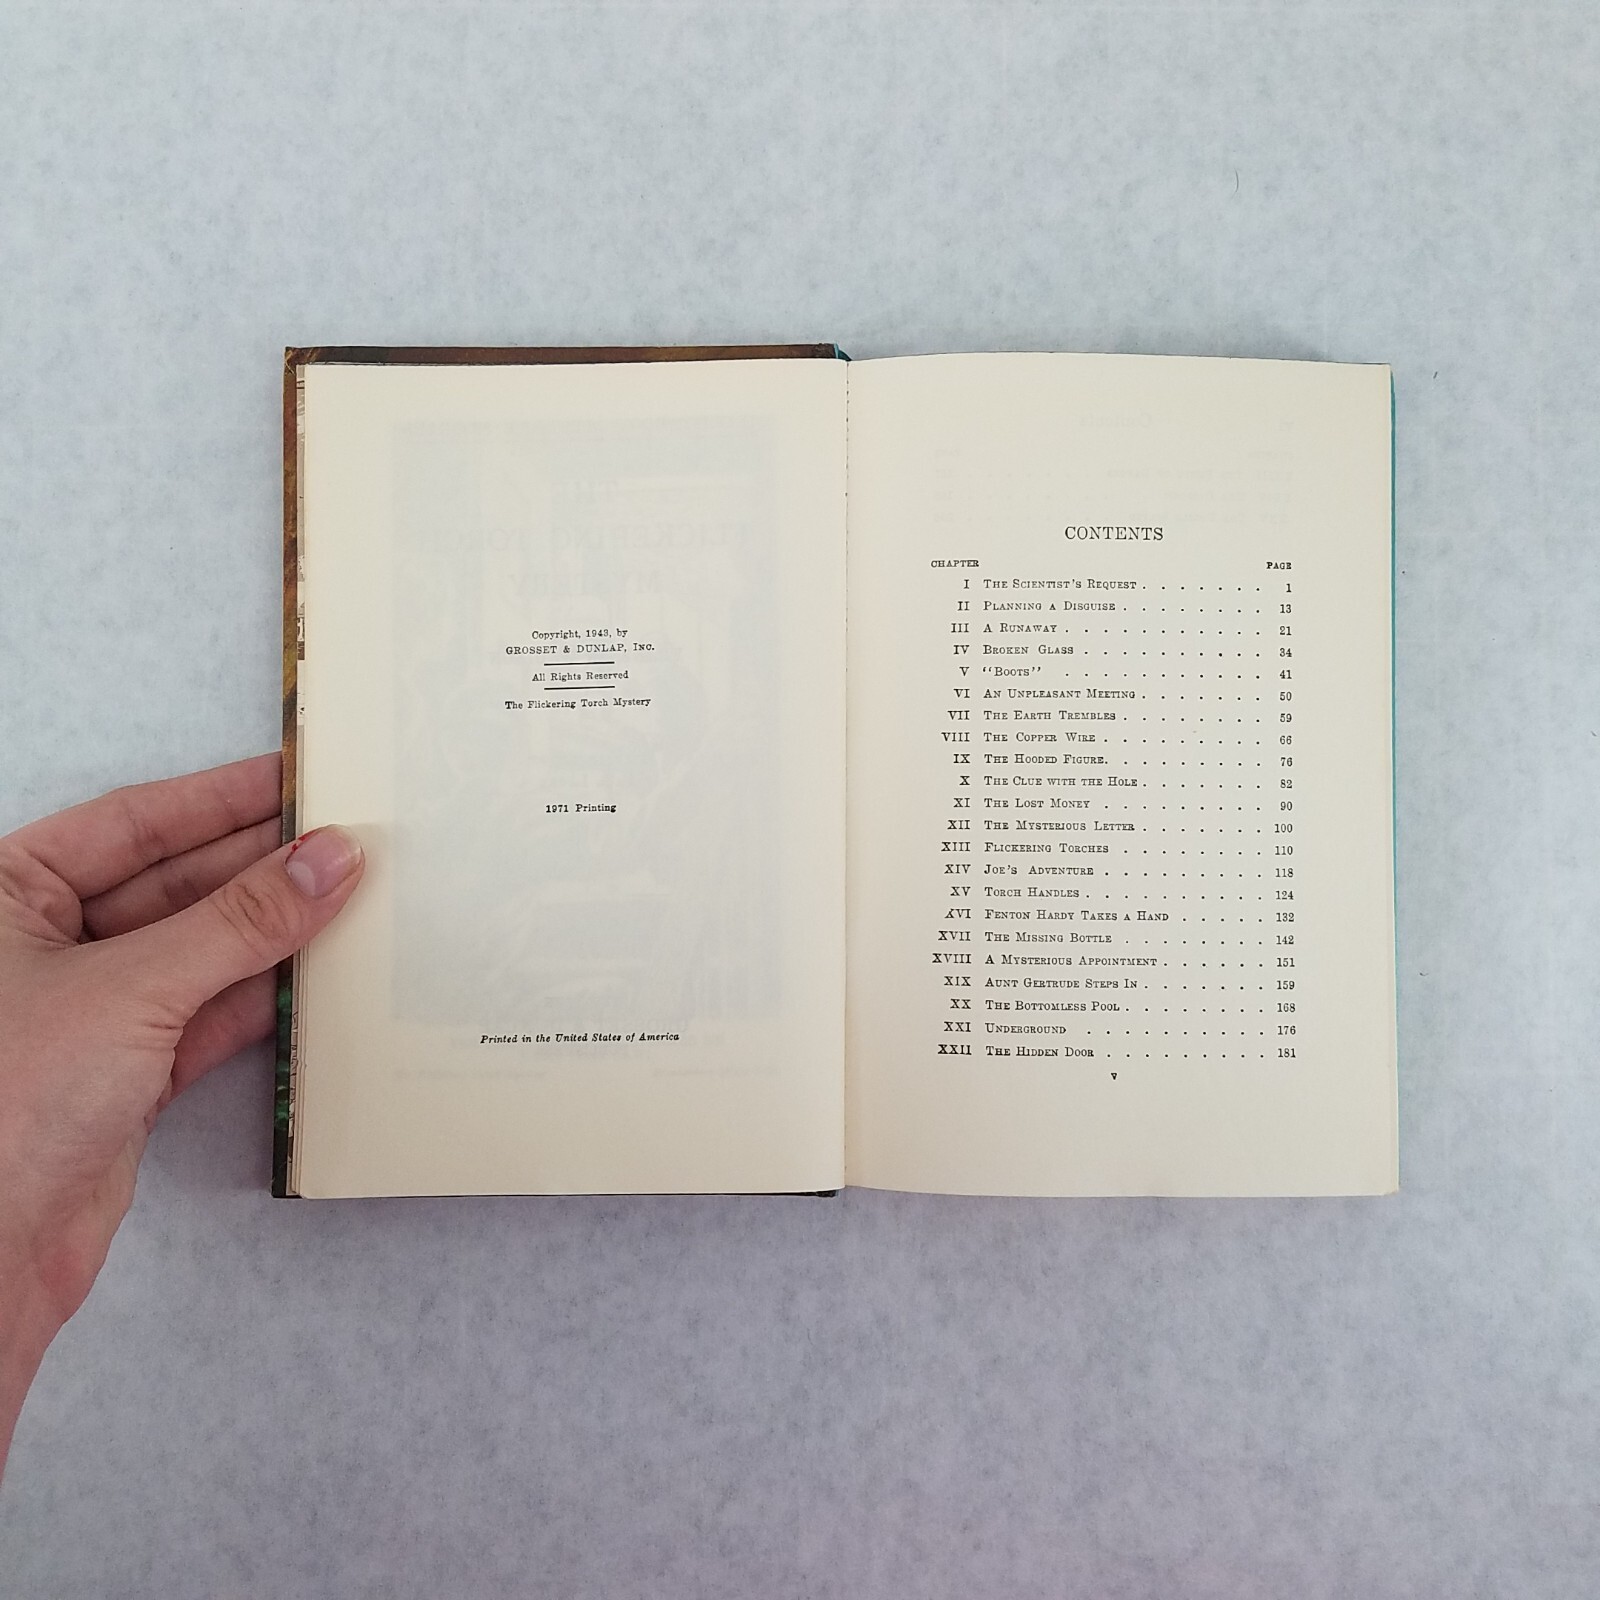 Copyright, 1943, by
GROSSET & DUNLAP, INC.
All Rights Reserved
The Flickering Torch Mystery
1971 Printing
Printed in the United States of America
CONTENTS
CHAPTER PAGE
I THE SCIENTIST'S REQUEST . . . . . . . 1
II PLANNING A DISGUISE . . . . . . . . 13
III A RUNAWAY . . . . . . . . . . . 21
IV BROKEN GLASS . . . . . . . . . . 34
V "BOOTS" . . . . . . . . . . . 41
VI AN UNPLEASANT MEETING . . . . . . . 50
VII THE EARTH TREMBLES . . . . . . . . 59
VIII THE COPPER WIRE . . . . . . . . . 66
IX THE HOODED FIGURE. . . . . . . . . 76
X THE CLUE WITH THE HOLE . . . . . . . 82
XI THE LOST MONEY . . . . . . . . . 90
XII THE MYSTERIOUS LETTER . . . . . . . 100
XIII FLICKERING TORCHES . . . . . . . . 110
XIV JOE'S ADVENTURE . . . . . . . . . 118
XV TORCH HANDLES . . . . . . . . . . 124
XVI FENTON HARDY TAKES A HAND . . . . . 132
XVII THE MISSING BOTTLE . . . . . . . . 142
XVIII A MYSTERIOUS APPOINTMENT . . . . . . 151
XIX AUNT GERTRUDE STEPS IN . . . . . . . 159
XX THE BOTTOMLESS POOL . . . . . . . . 168
XXI UNDERGROUND . . . . . . . . . . 176
XXII THE HIDDEN DOOR . . . . . . . . . 181
v